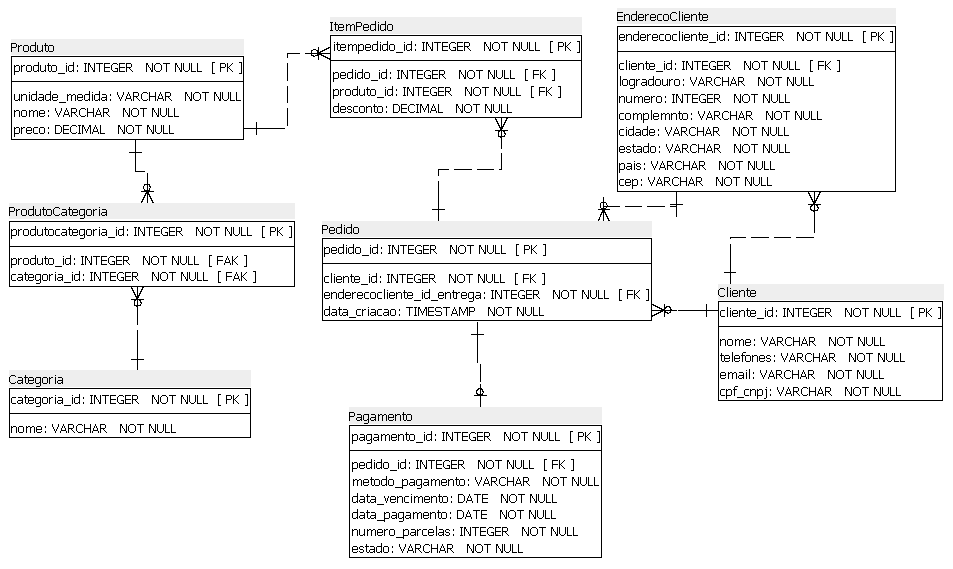 Produto
produto_id: INTEGER NOT NULL [ PK ]
unidade_medida: VARCHAR NOT NULL
nome: VARCHAR NOT NULL
preco: DECIMAL NOT NULL
ItemPedido
itempedido_id: INTEGER NOT NULL [ PK ]
pedido_id: INTEGER NOT NULL [ FK ]
produto_id: INTEGER NOT NULL [ FK ]
desconto: DECIMAL NOT NULL
EnderecoCliente
enderecocliente_id: INTEGER NOT NULL [ PK ]
cliente_id: INTEGER NOT NULL [ FK ]
logradouro: VARCHAR NOT NULL
numero: INTEGER NOT NULL
complemnto: VARCHAR NOT NULL
cidade: VARCHAR NOT NULL
estado: VARCHAR NOT NULL
pais: VARCHAR NOT NULL
cep: VARCHAR NOT NULL
ProdutoCategoria
produtocategoria_id: INTEGER NOT NULL [ PK ]
produto_id: INTEGER NOT NULL [ FAK ]
categoria_id: INTEGER NOT NULL [ FAK ]
Pedido
pedido_id: INTEGER NOT NULL [ PK ]
cliente_id: INTEGER NOT NULL [ FK ]
enderecocliente_id_entrega: INTEGER NOT NULL [ FK ]
data_criacao: TIMESTAMP NOT NULL
Cliente
cliente_id: INTEGER NOT NULL [ PK ]
nome: VARCHAR NOT NULL
telefones: VARCHAR NOT NULL
email: VARCHAR NOT NULL
cpf_cnpj: VARCHAR NOT NULL
Categoria
categoria_id: INTEGER NOT NULL [ PK ]
nome: VARCHAR NOT NULL
Pagamento
pagamento_id: INTEGER NOT NULL [ PK ]
pedido_id: INTEGER NOT NULL [ FK ]
metodo_pagamento: VARCHAR NOT NULL
data_vencimento: DATE NOT NULL
data_pagamento: DATE NOT NULL
numero_parcelas: INTEGER NOT NULL
estado: VARCHAR NOT NULL